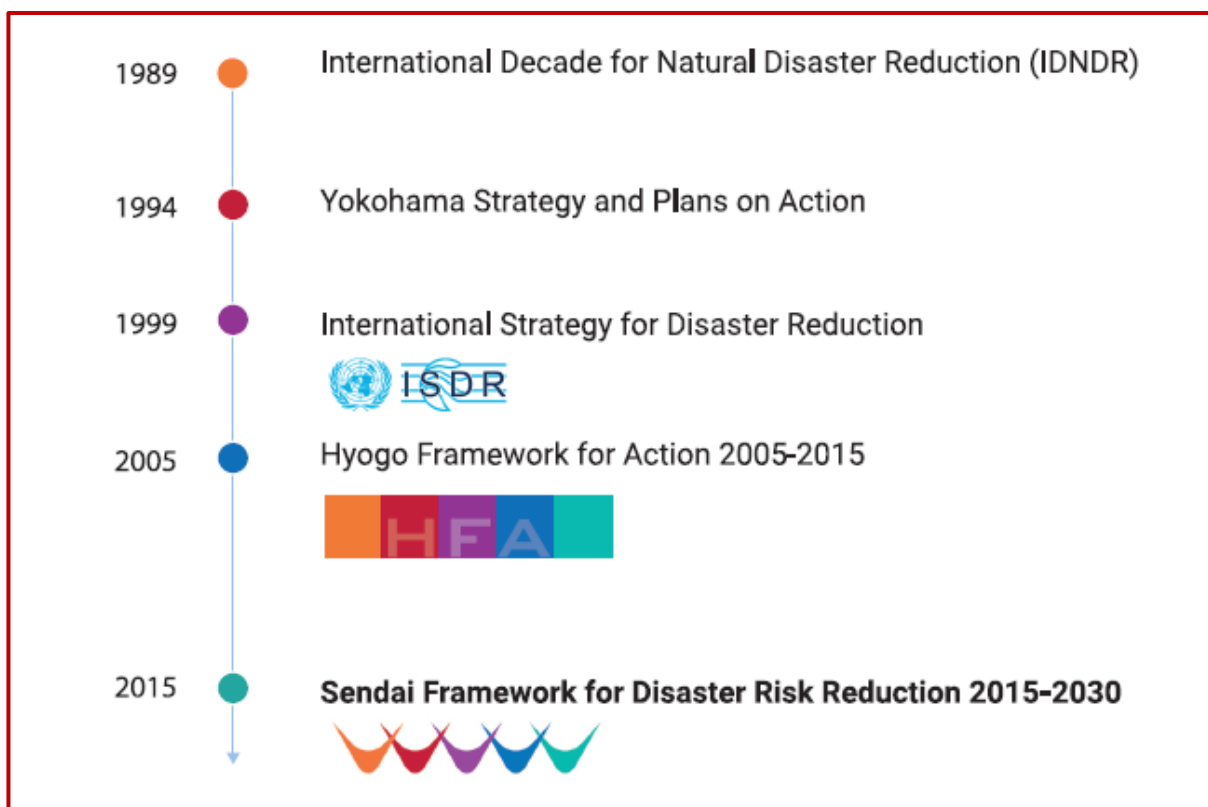 1989 International Decade for Natural Disaster Reduction (IDNDR)
1994 Yokohama Strategy and Plans on Action
1999 International Strategy for Disaster Reduction
ISDR
2005 Hyogo Framework for Action 2005-2015
HFA
2015 Sendai Framework for Disaster Risk Reduction 2015-2030